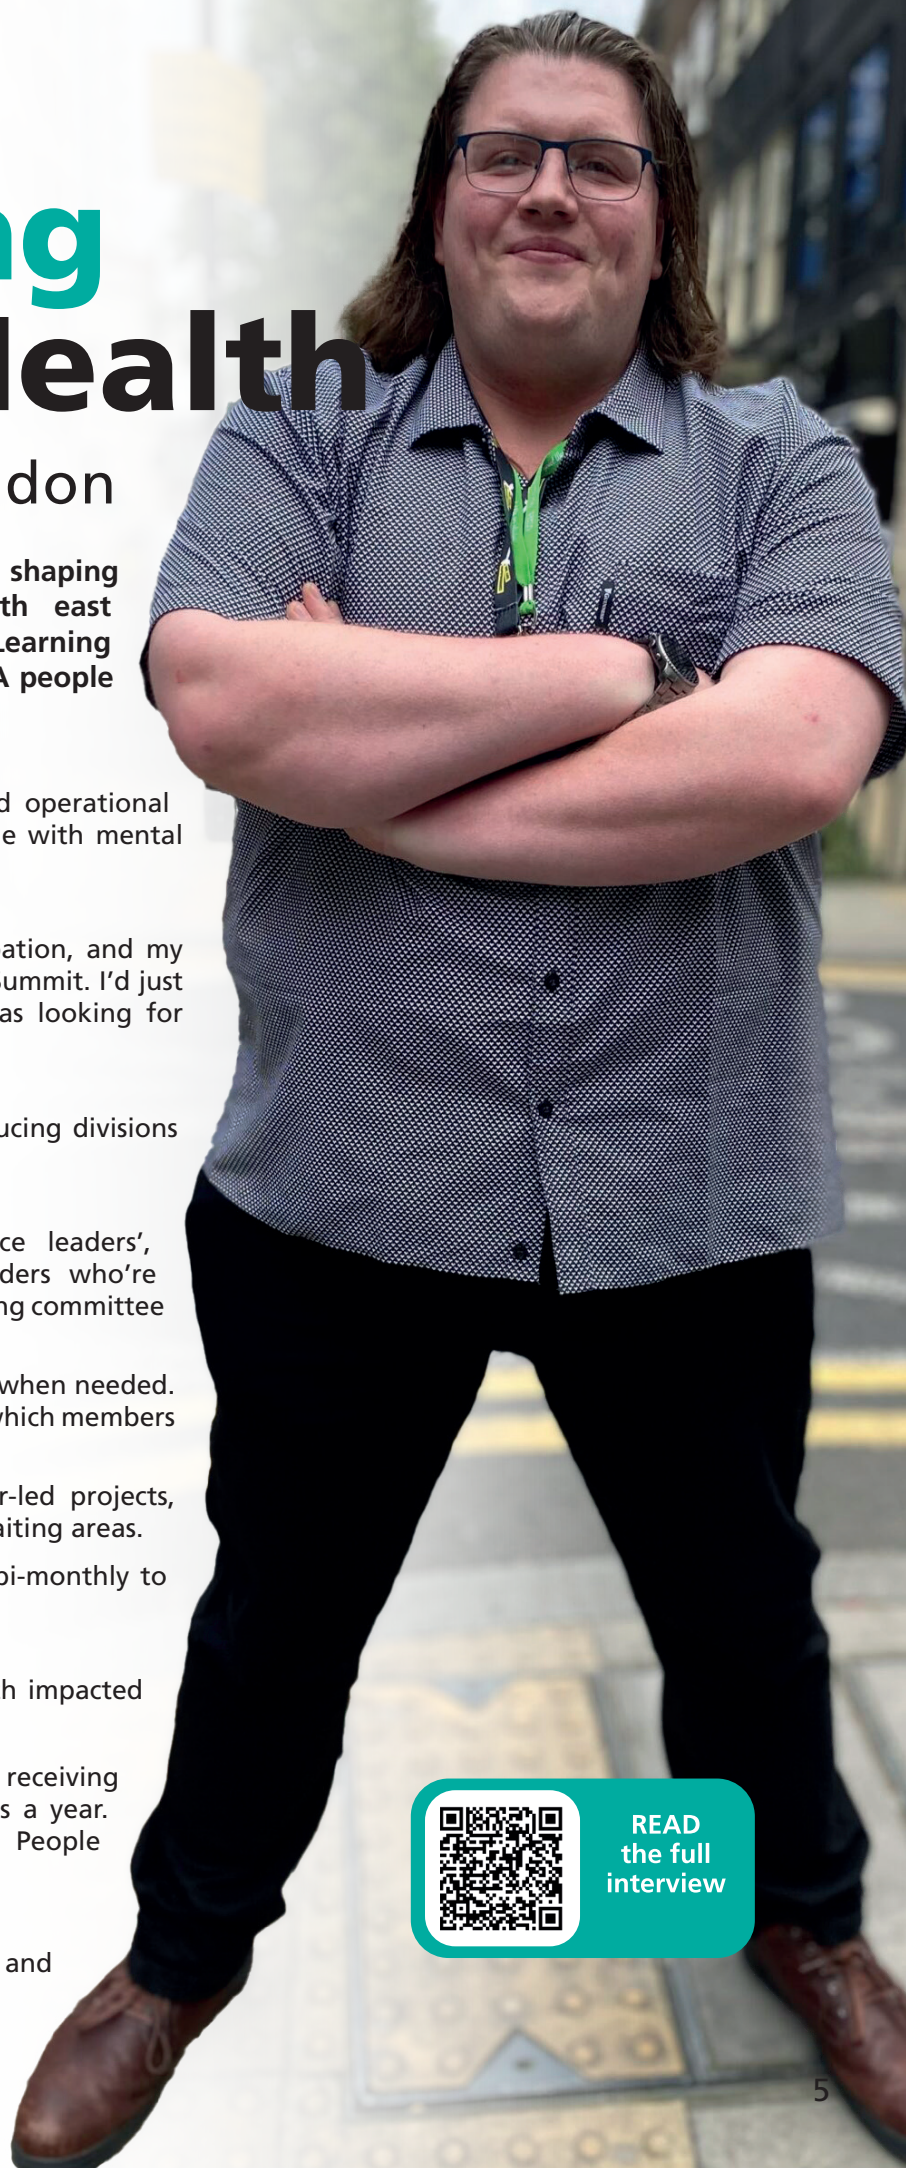 ng
Health
don
shaping
th east
Learning
A people
d operational
e with mental
ation, and my
Summit. I’d just
as looking for
ucing divisions
ce leaders’,
ders who’re
ng committee
when needed.
which members
r-led projects,
aiting areas.
bi-monthly to
h impacted
receiving
s a year.
People
and
READ
the full
interview
5